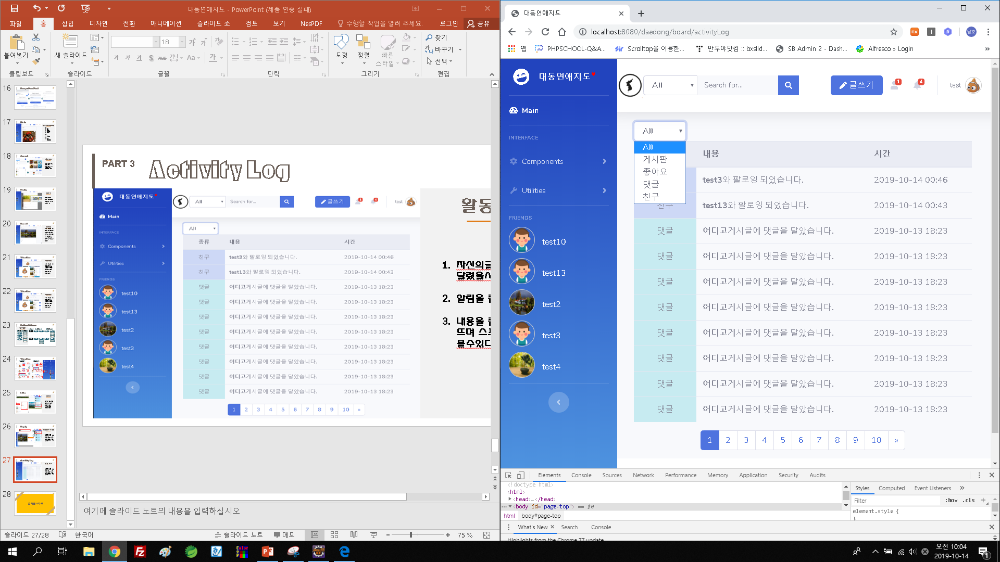 대동연애지도 - PowerPoint (제품 인증 실패)
파일 홈 삽입 디자인 전환 애니메이션 슬라이드 쇼 검토 보기 NesPDF 수행할 작업을 알려 주세요. 로그인 공유
18
찾기
붙여넣기 새 슬라이드 도형 정렬 빠른 스타일 바꾸기
가 가 가 S 가나 간 Aa 가
선택
클립보드 슬라이드 글꼴 단락 그리기 편집
16
17
18
19
20
21
22
23
24
25
26
27
28
PART 3 Activity Log
대동연애지도
All Search for... 글쓰기 1 4 test
Main
All
INTERFACE
종류 내용 시간
Components
Utilities
친구 test3와 팔로잉 되었습니다. 2019-10-14 00:46
친구 test13와 팔로잉 되었습니다. 2019-10-14 00:43
댓글 어디고게시글에 댓글을 달았습니다. 2019-10-13 18:23
댓글 어디고게시글에 댓글을 달았습니다. 2019-10-13 18:23
댓글 어디고게시글에 댓글을 달았습니다. 2019-10-13 18:23
댓글 어디고게시글에 댓글을 달았습니다. 2019-10-13 18:23
댓글 어디고게시글에 댓글을 달았습니다. 2019-10-13 18:23
댓글 어디고게시글에 댓글을 달았습니다. 2019-10-13 18:23
댓글 어디고게시글에 댓글을 달았습니다. 2019-10-13 18:23
댓글 어디고게시글에 댓글을 달았습니다. 2019-10-13 18:23
FRIENDS
test10
test13
test2
test3
test4
1 2 3 4 5 6 7 8 9 10 »
활동
1. 자신의글
달렸을시
2. 알림을 클
3. 내용을 클
뜨며 스크
볼수있다
여기에 슬라이드 노트의 내용을 입력하십시오
슬라이드 27/28 한국어 슬라이드 노트 메모 75 %
대동연애지도
localhost:8080/daedong/board/activityLog
남호
앱 PHPSCHOOL-Q&A... Scrolltop을 이용한... 만두야닷컴 :: bxslid... SB Admin 2 - Dash... Alfresco » Login »
대동연애지도
All Search for... 글쓰기 1 4 test
Main
INTERFACE
Components
Utilities
FRIENDS
test10
test13
test2
test3
test4
All
All
게시판
좋아요
댓글
친구
내용 시간
test3와 팔로잉 되었습니다. 2019-10-14 00:46
친구 test13와 팔로잉 되었습니다. 2019-10-14 00:43
댓글 어디고게시글에 댓글을 달았습니다. 2019-10-13 18:23
댓글 어디고게시글에 댓글을 달았습니다. 2019-10-13 18:23
댓글 어디고게시글에 댓글을 달았습니다. 2019-10-13 18:23
댓글 어디고게시글에 댓글을 달았습니다. 2019-10-13 18:23
댓글 어디고게시글에 댓글을 달았습니다. 2019-10-13 18:23
댓글 어디고게시글에 댓글을 달았습니다. 2019-10-13 18:23
댓글 어디고게시글에 댓글을 달았습니다. 2019-10-13 18:23
댓글 어디고게시글에 댓글을 달았습니다. 2019-10-13 18:23
1 2 3 4 5 6 7 8 9 10 »
Elements Console Sources Network Performance Memory Application Security Audits
<!doctype html>
<html>
<head>…</head>
<body id="page-top"> == $0
html body#page-top
Styles Computed Event Listeners »
Filter :hov .cls +
element.style {
}
What's New Search Console
Highlights from the Chrome 77 update
오전 10:04
2019-10-14
1